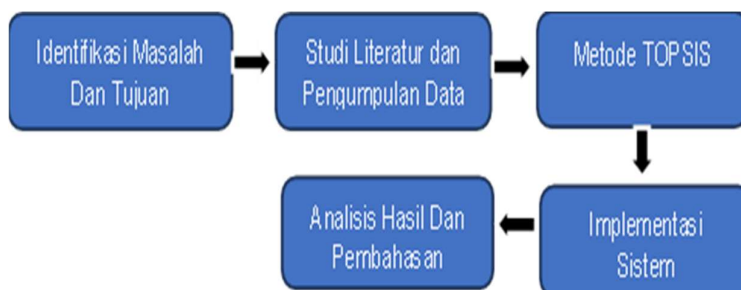 Identifikasi Masalah
Dan Tujuan
Studi Literatur dan
Pengumpulan Data
Metode TOPSIS
Implementasi
Sistem
Analisis Hasil Dan
Pembahasan